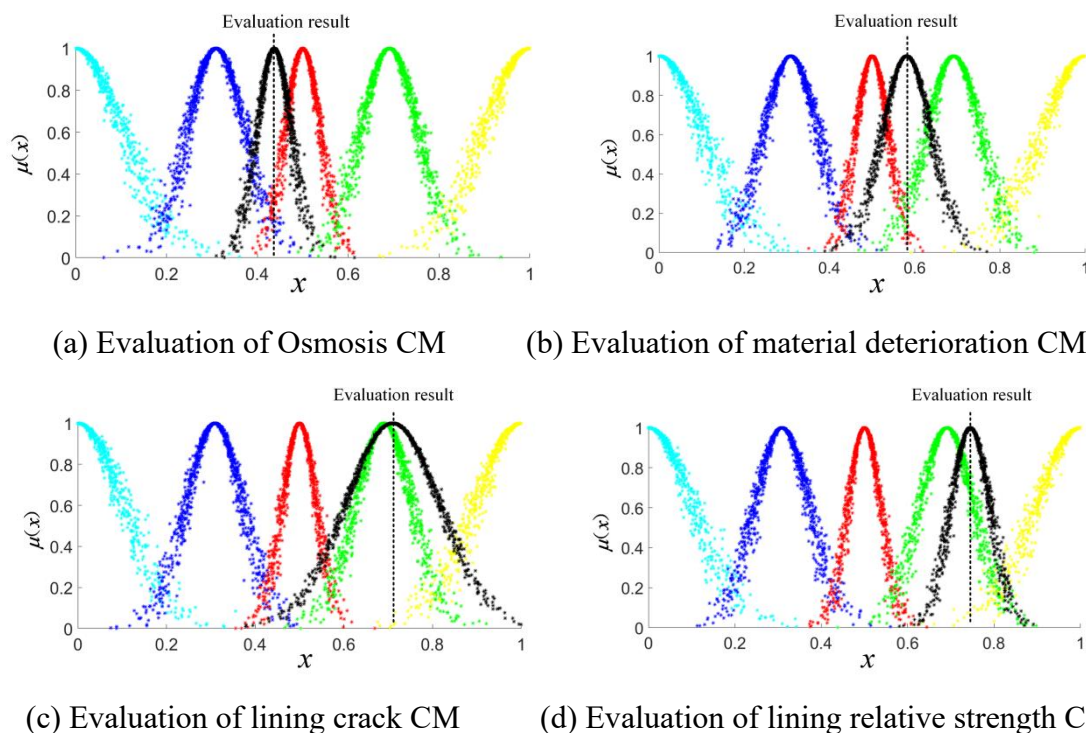 Evaluation result
Evaluation result
1
0.8
0.6
0.4
0.2
0
μ(x)
0 0.2 0.4 0.6 0.8 1
x
1
0.8
0.6
0.4
0.2
0
μ(x)
0 0.2 0.4 0.6 0.8 1
x
(a) Evaluation of Osmosis CM
(b) Evaluation of material deterioration CM
Evaluation result
Evaluation result
1
0.8
0.6
0.4
0.2
0
μ(x)
0 0.2 0.4 0.6 0.8 1
x
1
0.8
0.6
0.4
0.2
0
μ(x)
0 0.2 0.4 0.6 0.8 1
x
(c) Evaluation of lining crack CM
(d) Evaluation of lining relative strength C